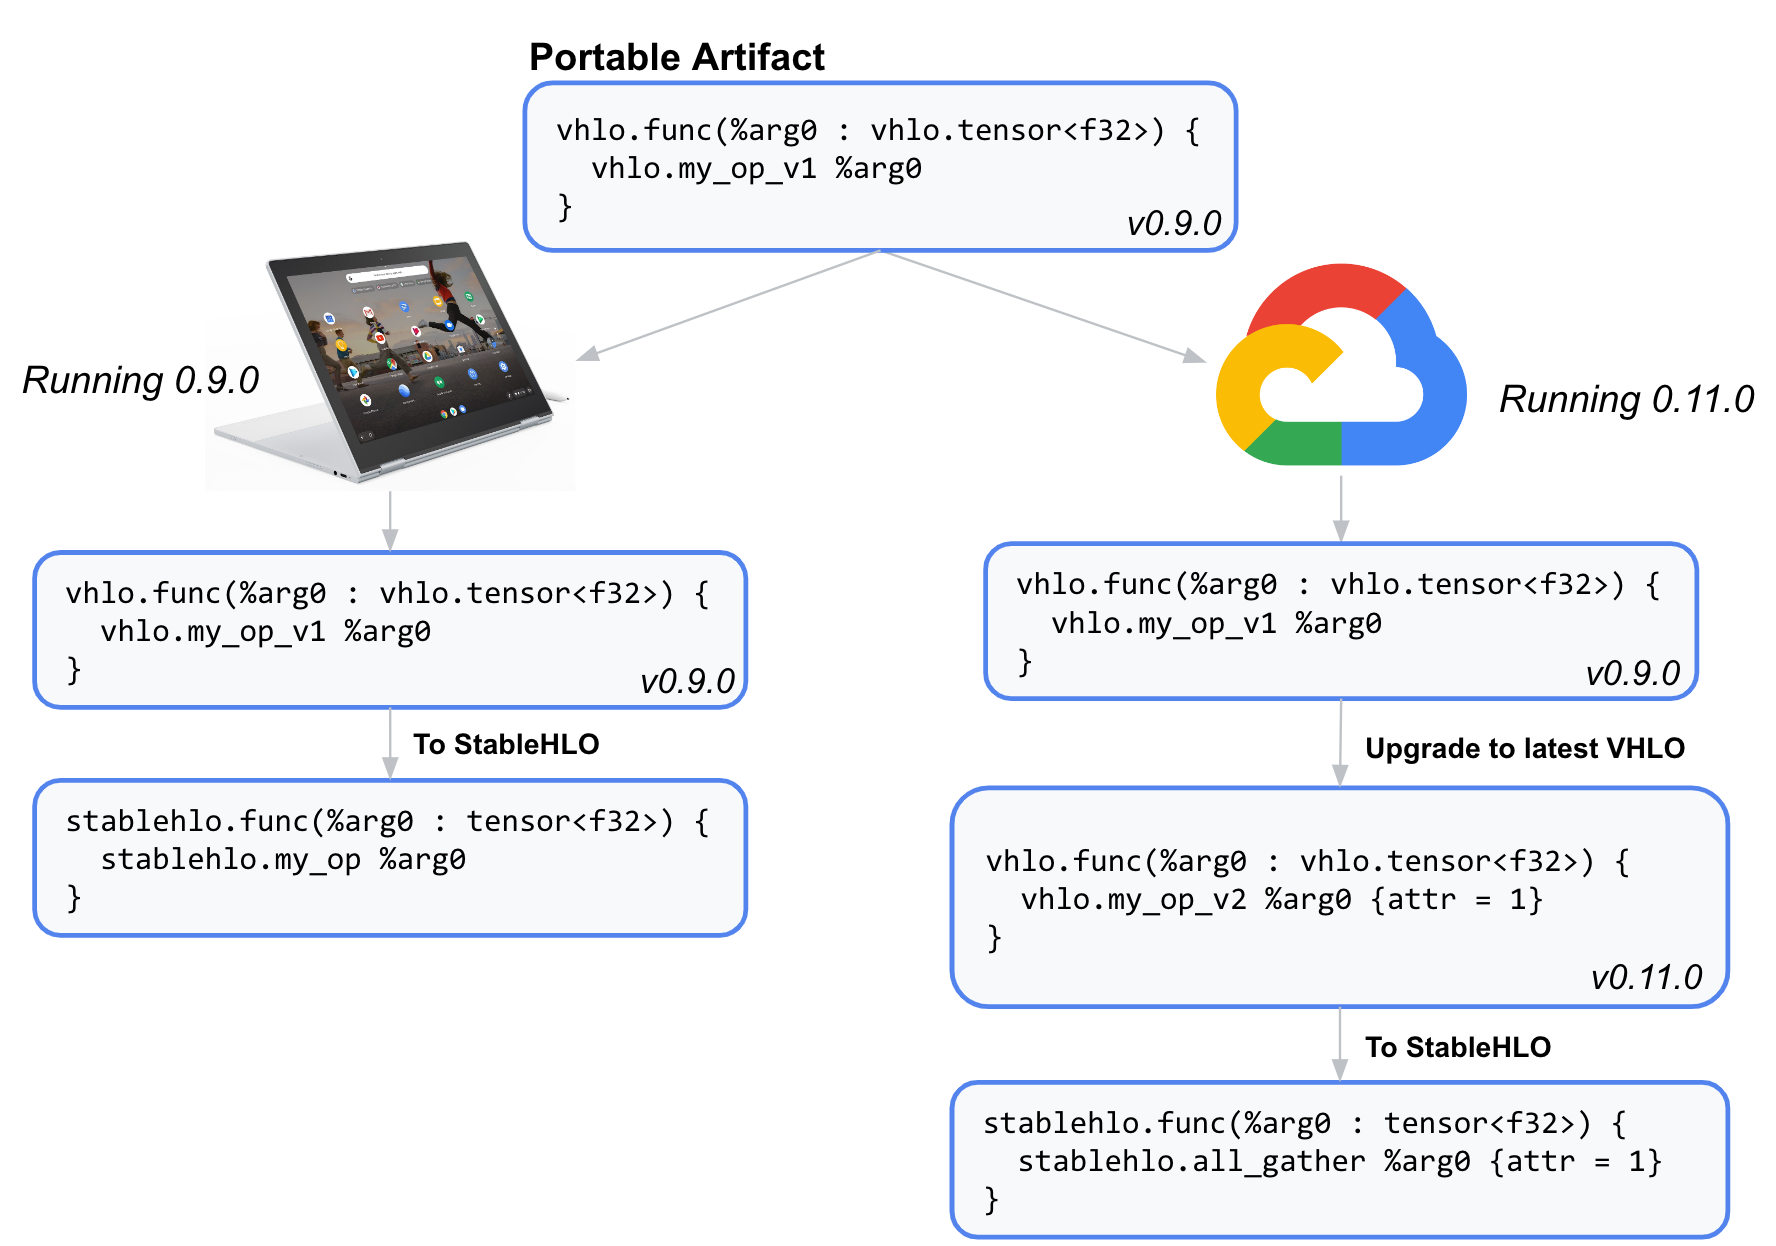 Portable Artifact
vhlo.func(%arg0 : vhlo.tensor<f32>) {
  vhlo.my_op_v1 %arg0
}
v0.9.0
Running 0.9.0
Running 0.11.0
vhlo.func(%arg0 : vhlo.tensor<f32>) {
  vhlo.my_op_v1 %arg0
}
v0.9.0
To StableHLO
stablehlo.func(%arg0 : tensor<f32>) {
  stablehlo.my_op %arg0
}
vhlo.func(%arg0 : vhlo.tensor<f32>) {
  vhlo.my_op_v1 %arg0
}
v0.9.0
Upgrade to latest VHLO
vhlo.func(%arg0 : vhlo.tensor<f32>) {
  vhlo.my_op_v2 %arg0 {attr = 1}
}
v0.11.0
To StableHLO
stablehlo.func(%arg0 : tensor<f32>) {
  stablehlo.all_gather %arg0 {attr = 1}
}